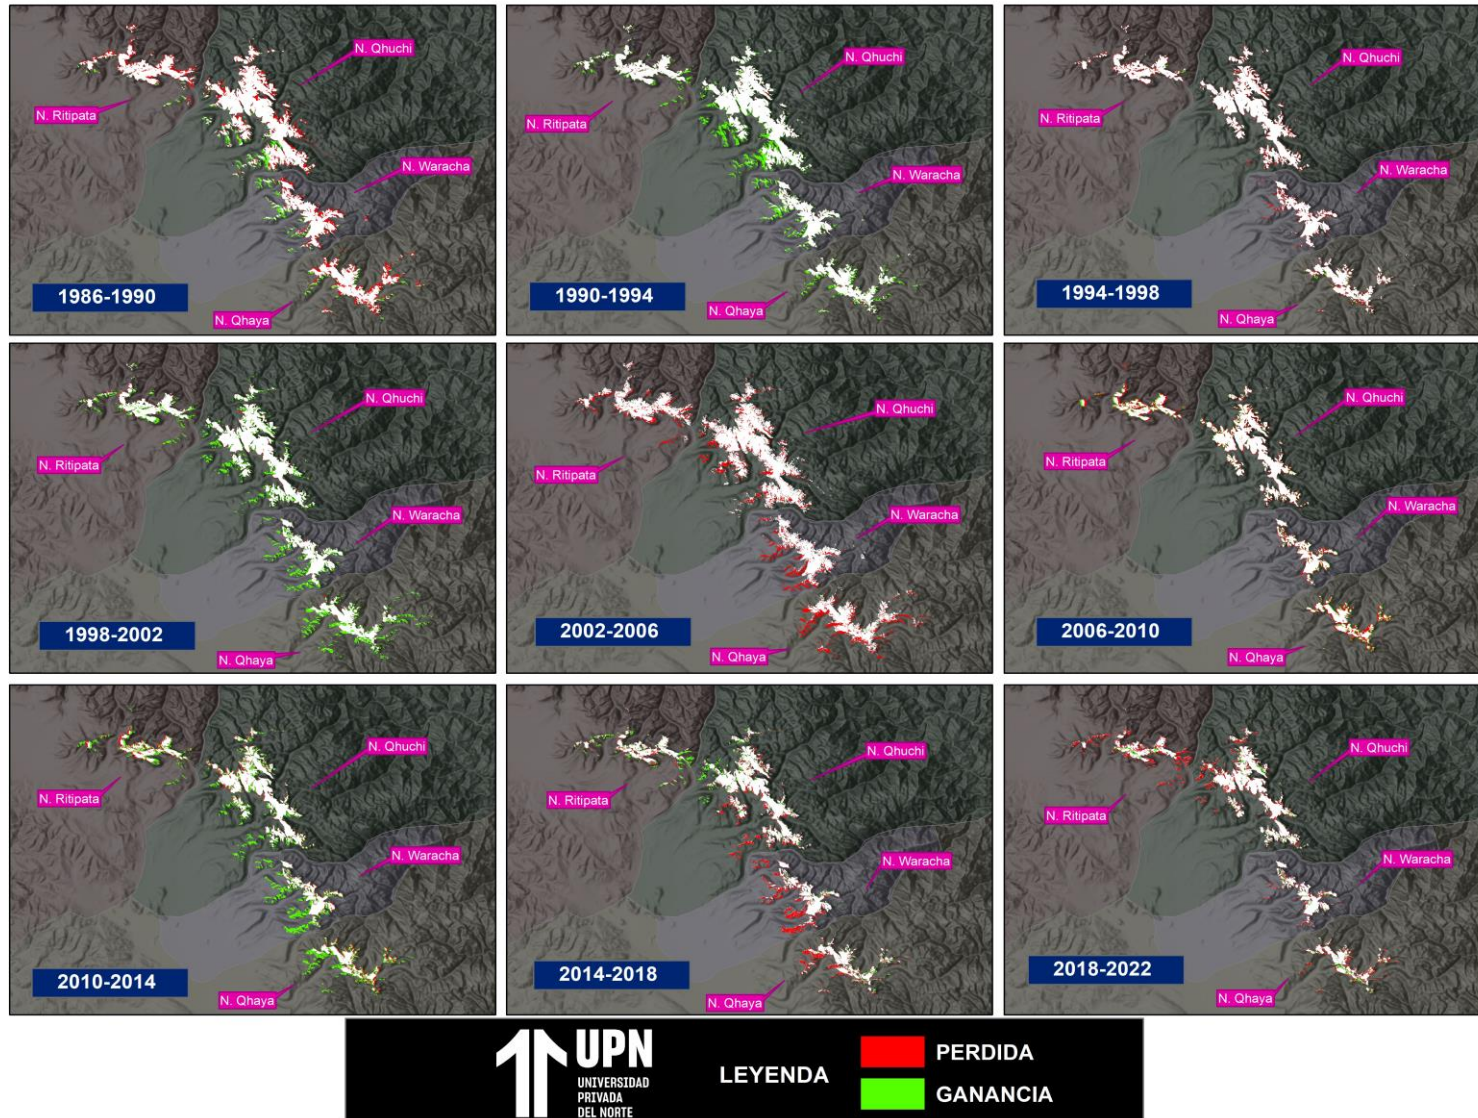 N. Qhuchi
N. Ritipata
N. Waracha
N. Qhaya
1986-1990
N. Qhuchi
N. Ritipata
N. Waracha
N. Qhaya
1990-1994
N. Qhuchi
N. Ritipata
N. Waracha
N. Qhaya
1994-1998
N. Qhuchi
N. Ritipata
N. Waracha
1998-2002
N. Qhaya
N. Qhuchi
N. Ritipata
N. Waracha
2002-2006
N. Qhaya
N. Qhuchi
N. Ritipata
N. Waracha
2006-2010
N. Qhaya
N. Qhuchi
N. Ritipata
N. Waracha
2010-2014
N. Qhaya
N. Qhuchi
N. Ritipata
N. Waracha
2014-2018
N. Qhaya
N. Qhuchi
N. Ritipata
N. Waracha
2018-2022
N. Qhaya
UPN
UNIVERSIDAD
PRIVADA
DEL NORTE
LEYENDA
PERDIDA
GANANCIA